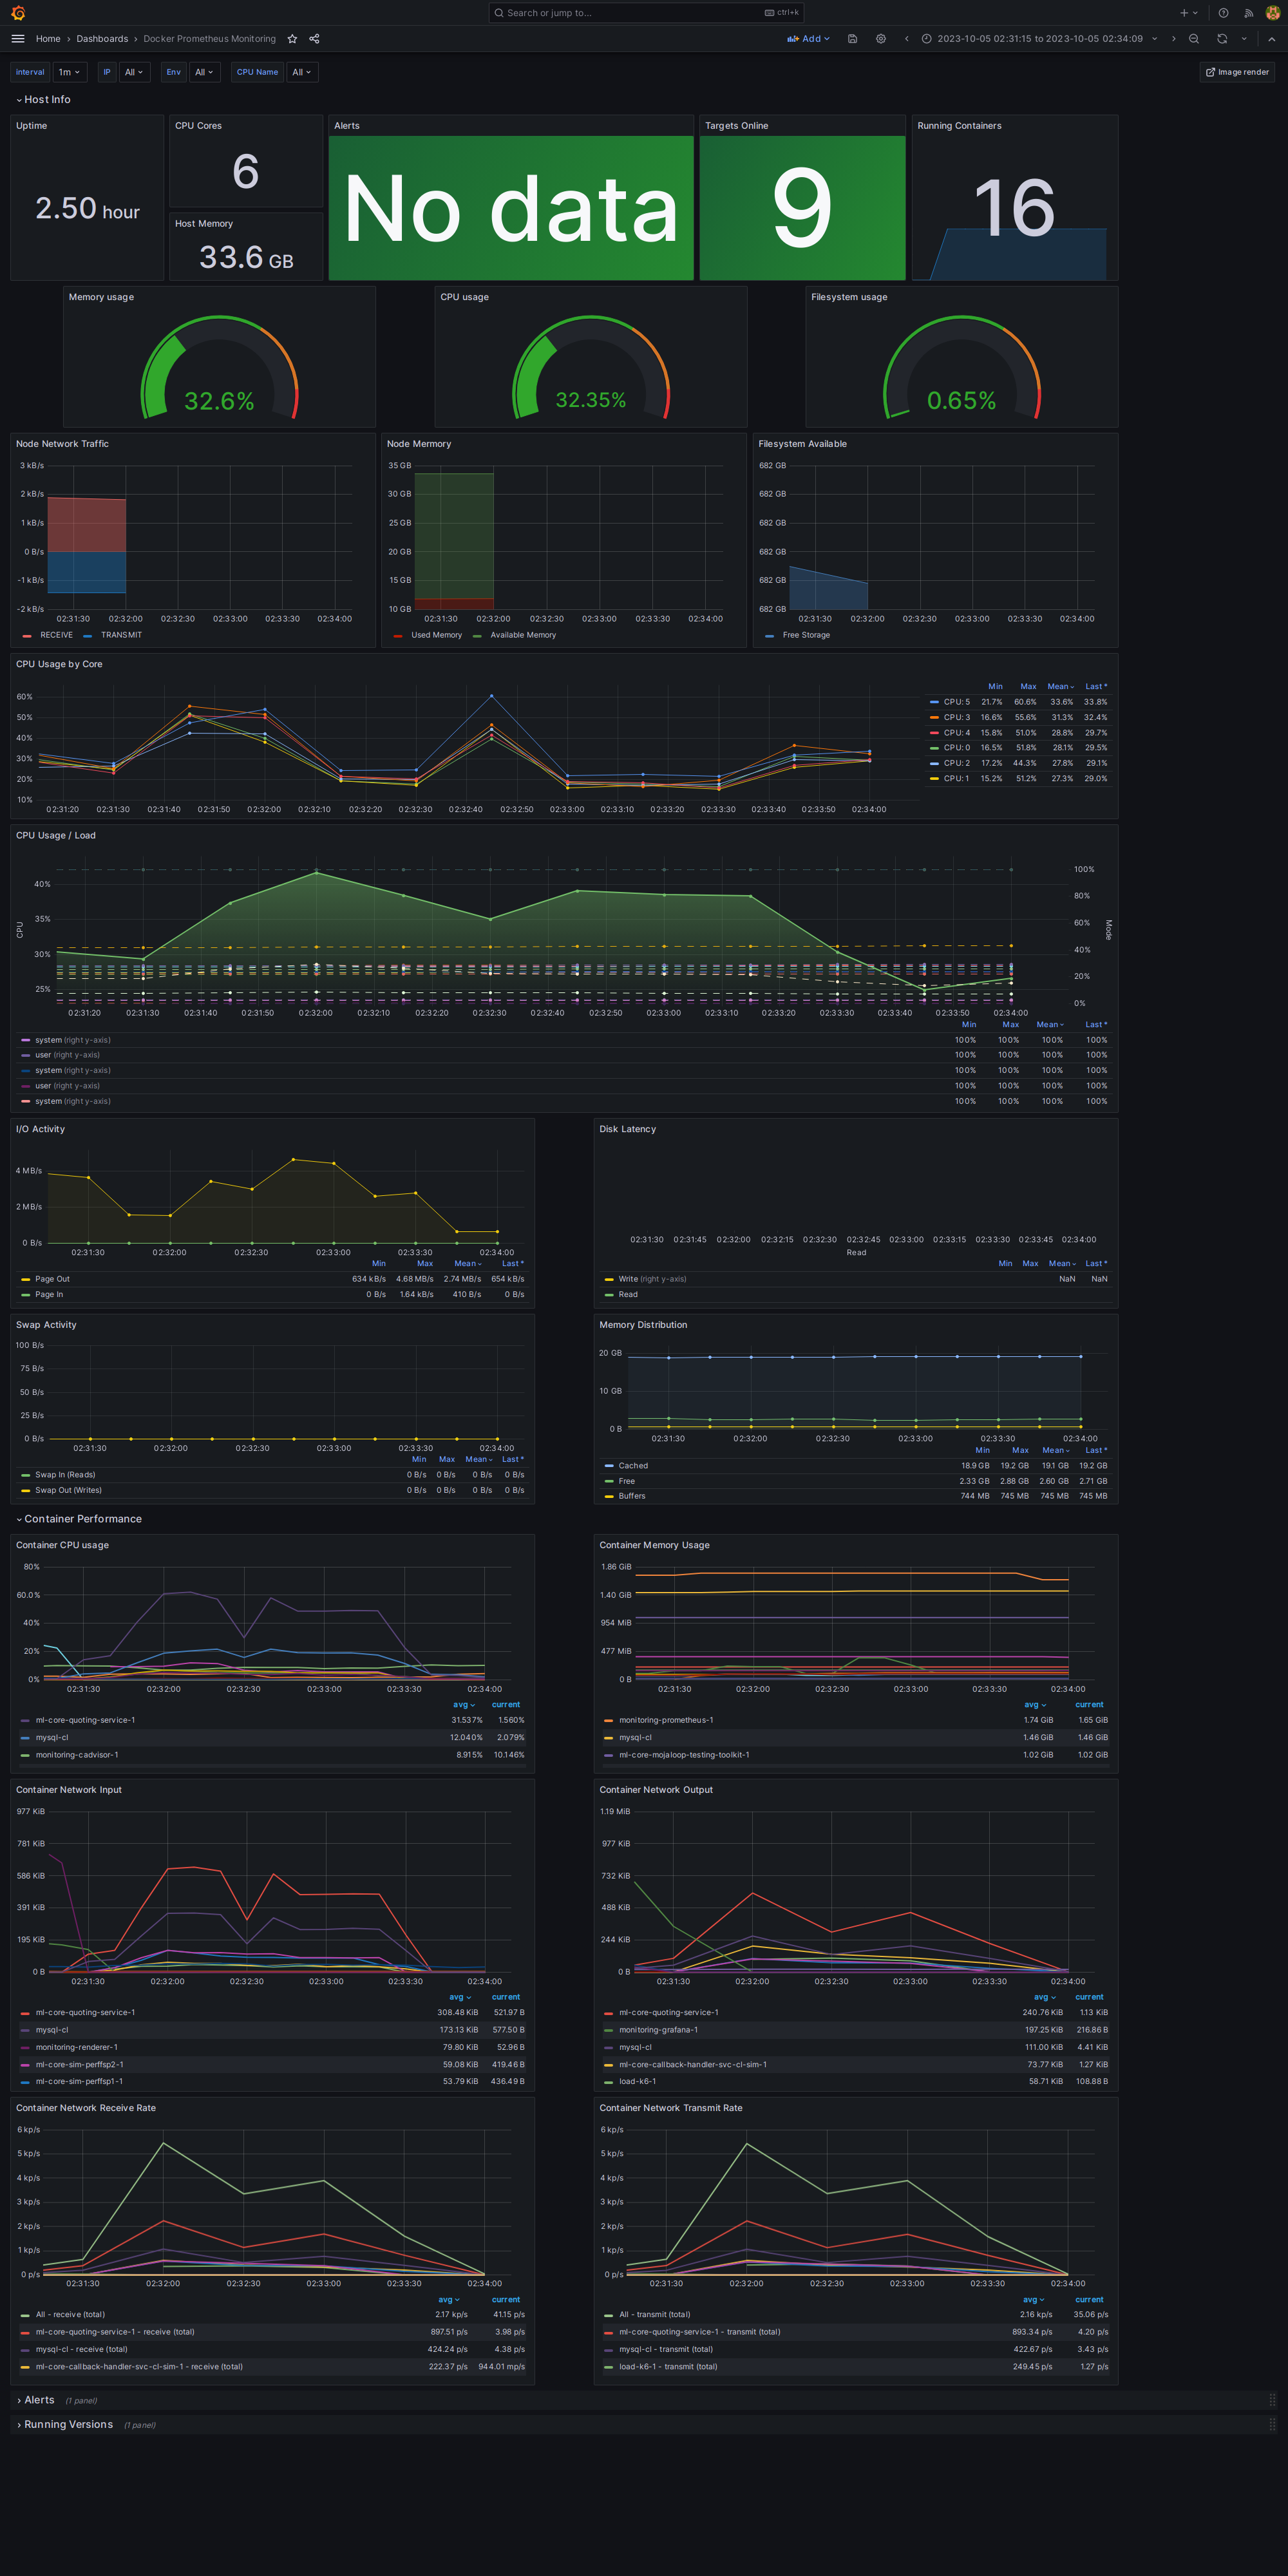 Search or jump to... ctrl+k
Home › Dashboards › Docker Prometheus Monitoring Add 2023-10-05 02:31:15 to 2023-10-05 02:34:09
interval 1m IP All Env All CPU Name All Image render
Host Info
Uptime CPU Cores Alerts Targets Online Running Containers
2.50 hour 6 No data 9 16
Host Memory
33.6 GB
Memory usage CPU usage Filesystem usage
32.6% 32.35% 0.65%
Node Network Traffic Node Mermory Filesystem Available
3 kB/s 35 GB 682 GB
2 kB/s 30 GB 682 GB
1 kB/s 25 GB 682 GB
0 B/s 20 GB 682 GB
-1 kB/s 15 GB 682 GB
-2 kB/s 10 GB 682 GB
02:31:30 02:32:00 02:32:30 02:33:00 02:33:30 02:34:00 02:31:30 02:32:00 02:32:30 02:33:00 02:33:30 02:34:00 02:31:30 02:32:00 02:32:30 02:33:00 02:33:30 02:34:00
RECEIVE TRANSMIT Used Memory Available Memory Free Storage
CPU Usage by Core
Min Max Mean Last *
60% CPU: 5 21.7% 60.6% 33.6% 33.8%
50% CPU: 3 16.6% 55.6% 31.3% 32.4%
CPU: 4 15.8% 51.0% 28.8% 29.7%
40% CPU: 0 16.5% 51.8% 28.1% 29.5%
30% CPU: 2 17.2% 44.3% 27.8% 29.1%
20% CPU: 1 15.2% 51.2% 27.3% 29.0%
10%
02:31:20 02:31:30 02:31:40 02:31:50 02:32:00 02:32:10 02:32:20 02:32:30 02:32:40 02:32:50 02:33:00 02:33:10 02:33:20 02:33:30 02:33:40 02:33:50 02:34:00
CPU Usage / Load
100%
40% 80%
35% 60%
CPU Mode
30% 40%
25% 20%
0%
02:31:20 02:31:30 02:31:40 02:31:50 02:32:00 02:32:10 02:32:20 02:32:30 02:32:40 02:32:50 02:33:00 02:33:10 02:33:20 02:33:30 02:33:40 02:33:50 02:34:00
Min Max Mean Last *
system (right y-axis) 100% 100% 100% 100%
user (right y-axis) 100% 100% 100% 100%
system (right y-axis) 100% 100% 100% 100%
user (right y-axis) 100% 100% 100% 100%
system (right y-axis) 100% 100% 100% 100%
I/O Activity Disk Latency
4 MB/s
2 MB/s
0 B/s
02:31:30 02:32:00 02:32:30 02:33:00 02:33:30 02:34:00 02:31:30 02:31:45 02:32:00 02:32:15 02:32:30 02:32:45 02:33:00 02:33:15 02:33:30 02:33:45 02:34:00
Read
Min Max Mean Last * Min Max Mean Last *
Page Out 634 kB/s 4.68 MB/s 2.74 MB/s 654 kB/s Write (right y-axis) NaN NaN
Page In 0 B/s 1.64 kB/s 410 B/s 0 B/s Read
Swap Activity Memory Distribution
100 B/s 20 GB
75 B/s
50 B/s 10 GB
25 B/s
0 B/s 0 B
02:31:30 02:32:00 02:32:30 02:33:00 02:33:30 02:34:00 02:31:30 02:32:00 02:32:30 02:33:00 02:33:30 02:34:00
Min Max Mean Last * Min Max Mean Last *
Cached 18.9 GB 19.2 GB 19.1 GB 19.2 GB
Swap In (Reads) 0 B/s 0 B/s 0 B/s 0 B/s Free 2.33 GB 2.88 GB 2.60 GB 2.71 GB
Swap Out (Writes) 0 B/s 0 B/s 0 B/s 0 B/s Buffers 744 MB 745 MB 745 MB 745 MB
Container Performance
Container CPU usage Container Memory Usage
80% 1.86 GiB
60.0% 1.40 GiB
40% 954 MiB
20% 477 MiB
0% 0 B
02:31:30 02:32:00 02:32:30 02:33:00 02:33:30 02:34:00 02:31:30 02:32:00 02:32:30 02:33:00 02:33:30 02:34:00
avg current avg current
ml-core-quoting-service-1 31.537% 1.560% monitoring-prometheus-1 1.74 GiB 1.65 GiB
mysql-cl 12.040% 2.079% mysql-cl 1.46 GiB 1.46 GiB
monitoring-cadvisor-1 8.915% 10.146% ml-core-mojaloop-testing-toolkit-1 1.02 GiB 1.02 GiB
Container Network Input Container Network Output
977 KiB 1.19 MiB
781 KiB 977 KiB
586 KiB 732 KiB
391 KiB 488 KiB
195 KiB 244 KiB
0 B 0 B
02:31:30 02:32:00 02:32:30 02:33:00 02:33:30 02:34:00 02:31:30 02:32:00 02:32:30 02:33:00 02:33:30 02:34:00
avg current avg current
ml-core-quoting-service-1 308.48 KiB 521.97 B ml-core-quoting-service-1 240.76 KiB 1.13 KiB
mysql-cl 173.13 KiB 577.50 B monitoring-grafana-1 197.25 KiB 216.86 B
monitoring-renderer-1 79.80 KiB 52.96 B mysql-cl 111.00 KiB 4.41 KiB
ml-core-sim-perffsp2-1 59.08 KiB 419.46 B ml-core-callback-handler-svc-cl-sim-1 73.77 KiB 1.27 KiB
ml-core-sim-perffsp1-1 53.79 KiB 436.49 B load-k6-1 58.71 KiB 108.88 B
Container Network Receive Rate Container Network Transmit Rate
6 kp/s 6 kp/s
5 kp/s 5 kp/s
4 kp/s 4 kp/s
3 kp/s 3 kp/s
2 kp/s 2 kp/s
1 kp/s 1 kp/s
0 p/s 0 p/s
02:31:30 02:32:00 02:32:30 02:33:00 02:33:30 02:34:00 02:31:30 02:32:00 02:32:30 02:33:00 02:33:30 02:34:00
avg current avg current
All - receive (total) 2.17 kp/s 41.15 p/s All - transmit (total) 2.16 kp/s 35.06 p/s
ml-core-quoting-service-1 - receive (total) 897.51 p/s 3.98 p/s ml-core-quoting-service-1 - transmit (total) 893.34 p/s 4.20 p/s
mysql-cl - receive (total) 424.24 p/s 4.38 p/s mysql-cl - transmit (total) 422.67 p/s 3.43 p/s
ml-core-callback-handler-svc-cl-sim-1 - receive (total) 222.37 p/s 944.01 mp/s load-k6-1 - transmit (total) 249.45 p/s 1.27 p/s
Alerts (1 panel)
Running Versions (1 panel)